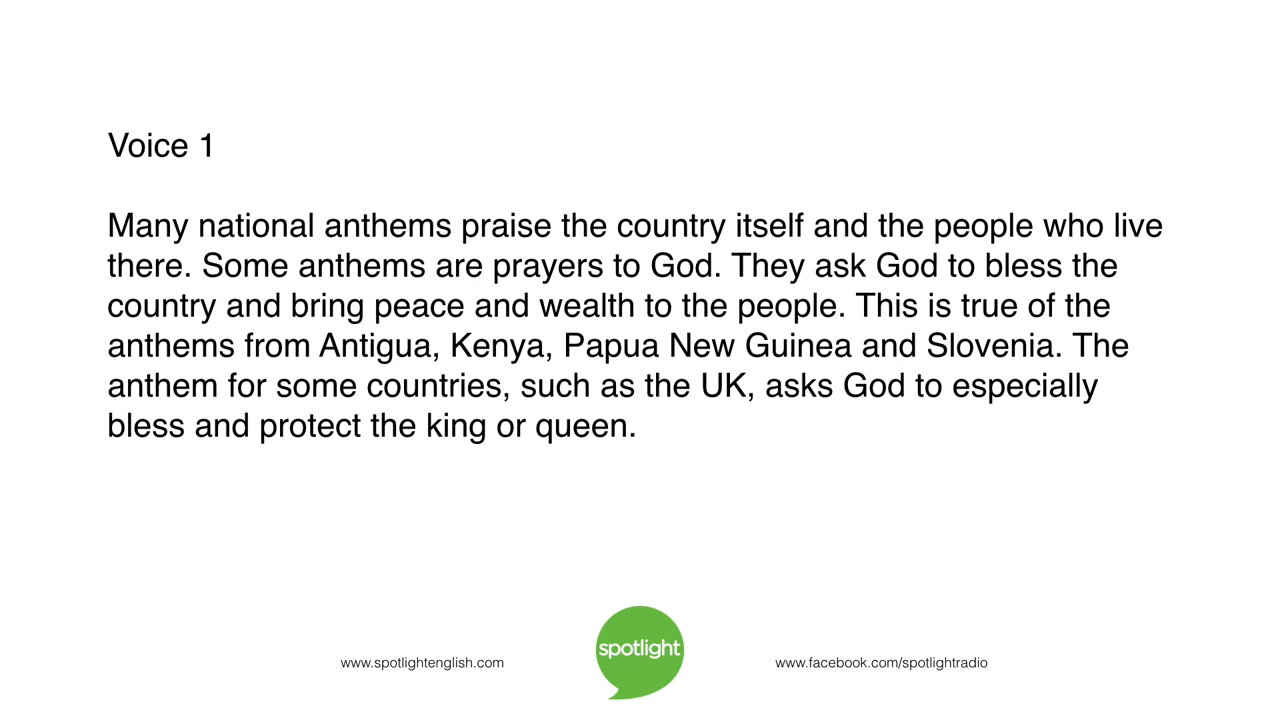 Voice 1
Many national anthems praise the country itself and the people who live
there. Some anthems are prayers to God. They ask God to bless the
country and bring peace and wealth to the people. This is true of the
anthems from Antigua, Kenya, Papua New Guinea and Slovenia. The
anthem for some countries, such as the UK, asks God to especially
bless and protect the king or queen.
spotlight
www.spotlightenglish.com
www.facebook.com/spotlightradio